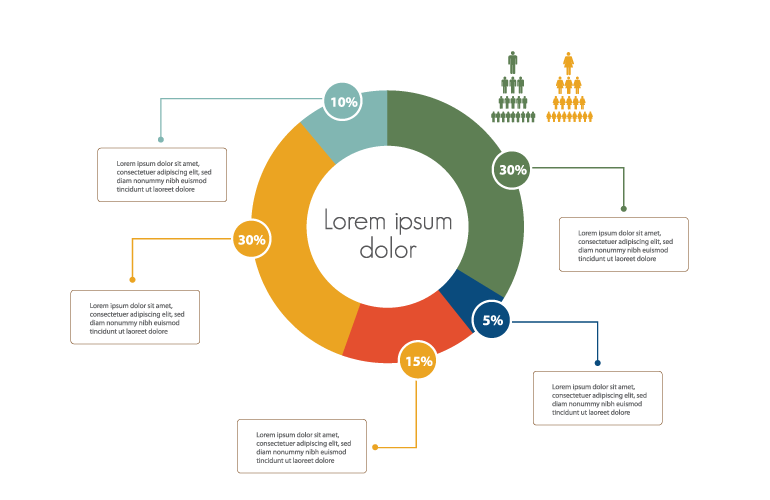 10%
Lorem ipsum dolor sit amet,
consectetuer adipiscing elit, sed
diam nonummy nibh euismod
tincidunt ut laoreet dolore
30%
Lorem ipsum dolor sit amet,
consectetuer adipiscing elit, sed
diam nonummy nibh euismod
tincidunt ut laoreet dolore
Lorem ipsum
dolor
30%
Lorem ipsum dolor sit amet,
consectetuer adipiscing elit, sed
diam nonummy nibh euismod
tincidunt ut laoreet dolore
5%
Lorem ipsum dolor sit amet,
consectetuer adipiscing elit, sed
diam nonummy nibh euismod
tincidunt ut laoreet dolore
15%
Lorem ipsum dolor sit amet,
consectetuer adipiscing elit, sed
diam nonummy nibh euismod
tincidunt ut laoreet dolore